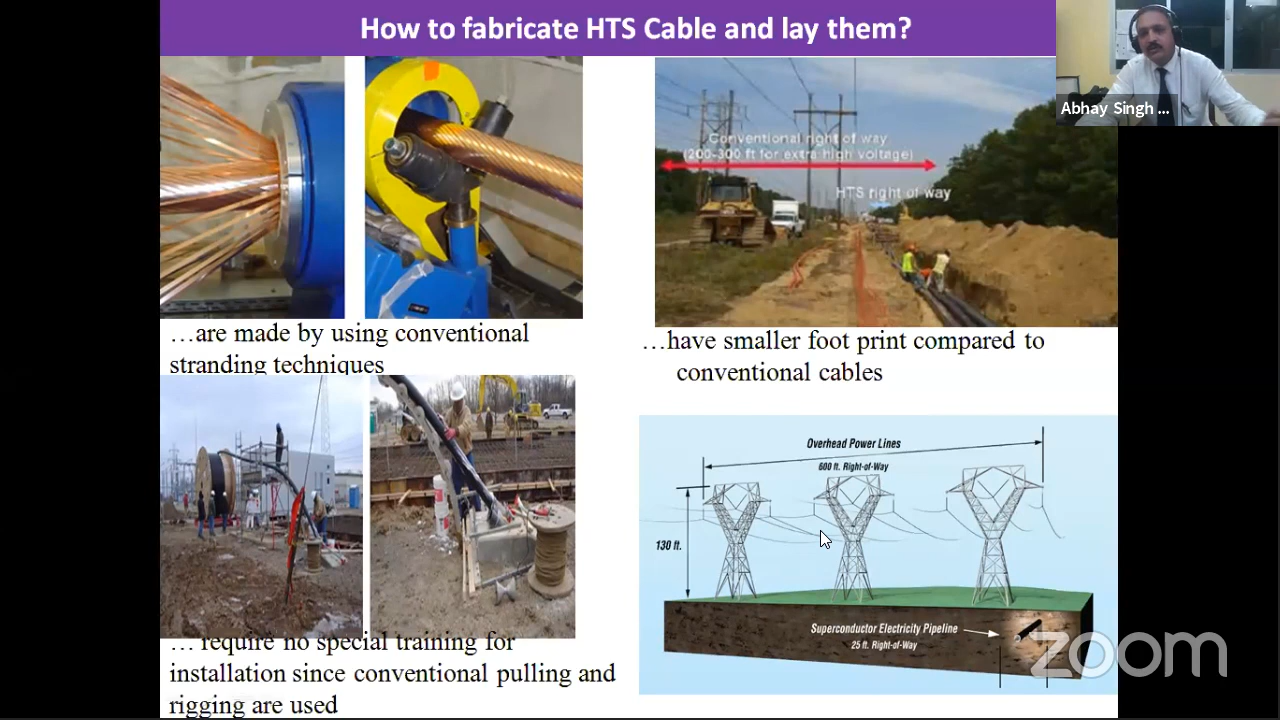 How to fabricate HTS Cable and lay them?
Abhay Singh ...
Conventional right of way
(200-300 ft for extra high voltage)
HTS right of way
…are made by using conventional
stranding techniques
…have smaller foot print compared to
conventional cables
Overhead Power Lines
600 ft. Right-of-Way
130 ft.
Superconductor Electricity Pipeline
25 ft. Right-of-Way
… require no special training for
installation since conventional pulling and
rigging are used
zoom